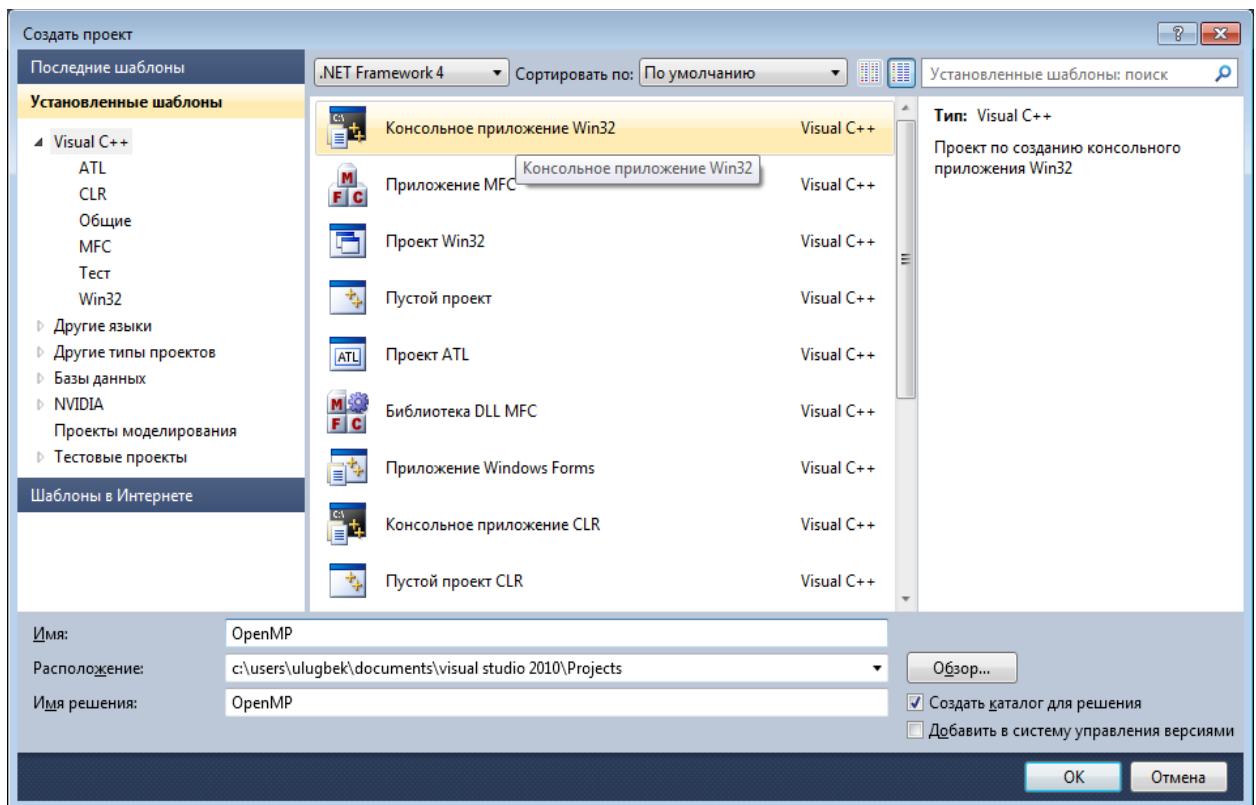 Создать проект
Последние шаблоны
Установленные шаблоны
Visual C++
ATL
CLR
Общие
MFC
Тест
Win32
Другие языки
Другие типы проектов
Базы данных
NVIDIA
Проекты моделирования
Тестовые проекты
Шаблоны в Интернете
.NET Framework 4 Сортировать по: По умолчанию Установленные шаблоны: поиск
Консольное приложение Win32 Visual C++
Консольное приложение Win32
Приложение MFC Visual C++
Проект Win32 Visual C++
Пустой проект Visual C++
ATL Проект ATL Visual C++
MFC Библиотека DLL MFC Visual C++
Приложение Windows Forms Visual C++
Консольное приложение CLR Visual C++
Пустой проект CLR Visual C++
Тип: Visual C++
Проект по созданию консольного
приложения Win32
Имя: OpenMP
Расположение: c:\users\ulugbek\documents\visual studio 2010\Projects Обзор...
Имя решения: OpenMP
Создать каталог для решения
Добавить в систему управления версиями
OK Отмена